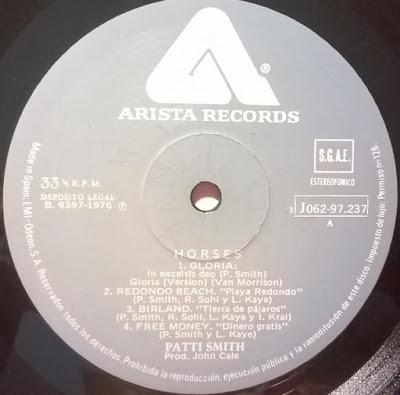 ®
ARISTA RECORDS
33⅓ R.P.M.
DEPOSITO LEGAL
B. 9397-1976 ℗
S.G.A.E.
ESTEREOFONICO
1 J062-97.237
A
HORSES
1. GLORIA:
In excelsis deo (P. Smith)
Gloria (Version) (Van Morrison)
2. REDONDO BEACH. "Playa Redondo"
P. Smith, R. Sohl y L. Kaye)
3. BIRLAND. "Tierra de pájaros"
(P. Smith, R. Sohl, L. Kaye y I. Kral)
4. FREE MONEY. "Dinero gratis"
(P. Smith y L. Kaye)
PATTI SMITH
Prod. John Cale
Made in Spain. EMI-Odeon, S. A. Reservados todos los derechos. Prohibida la reproducción, ejecución pública y la radiodifusión de este disco. Impuesto de lujo. Permiso n.º 126.